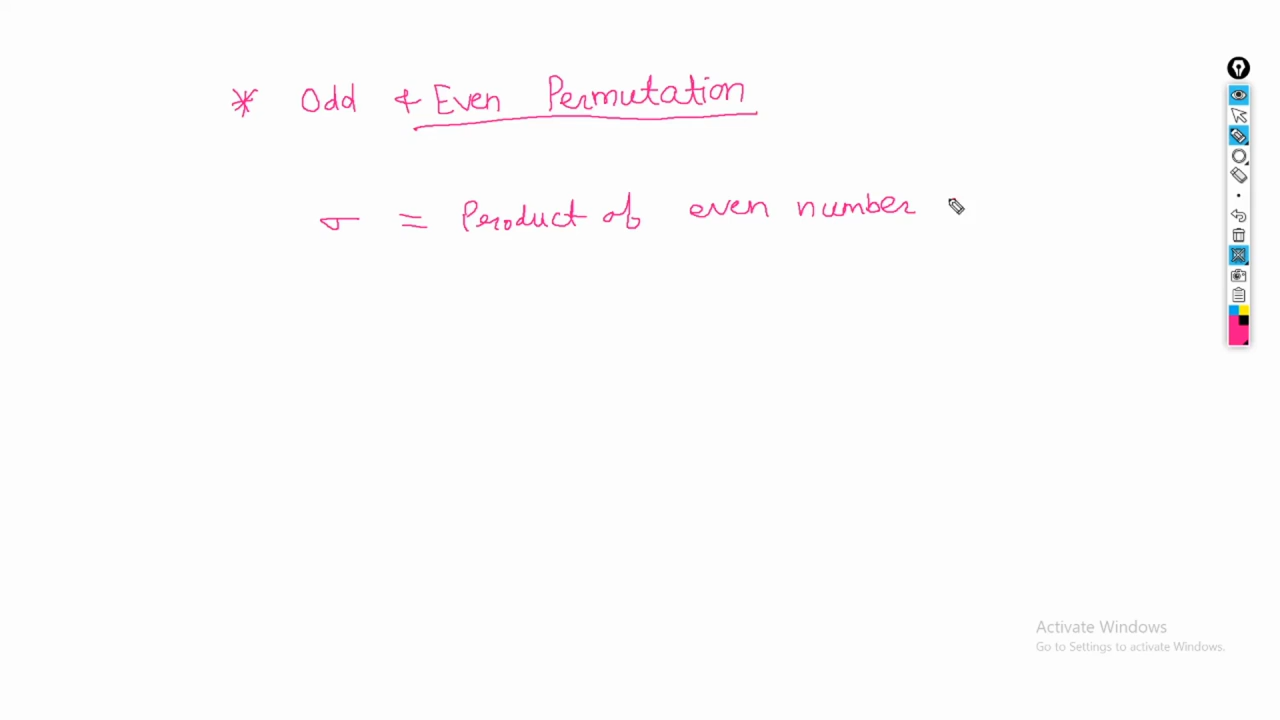 * Odd & Even Permutation
σ = Product of even number
Activate Windows
Go to Settings to activate Windows.